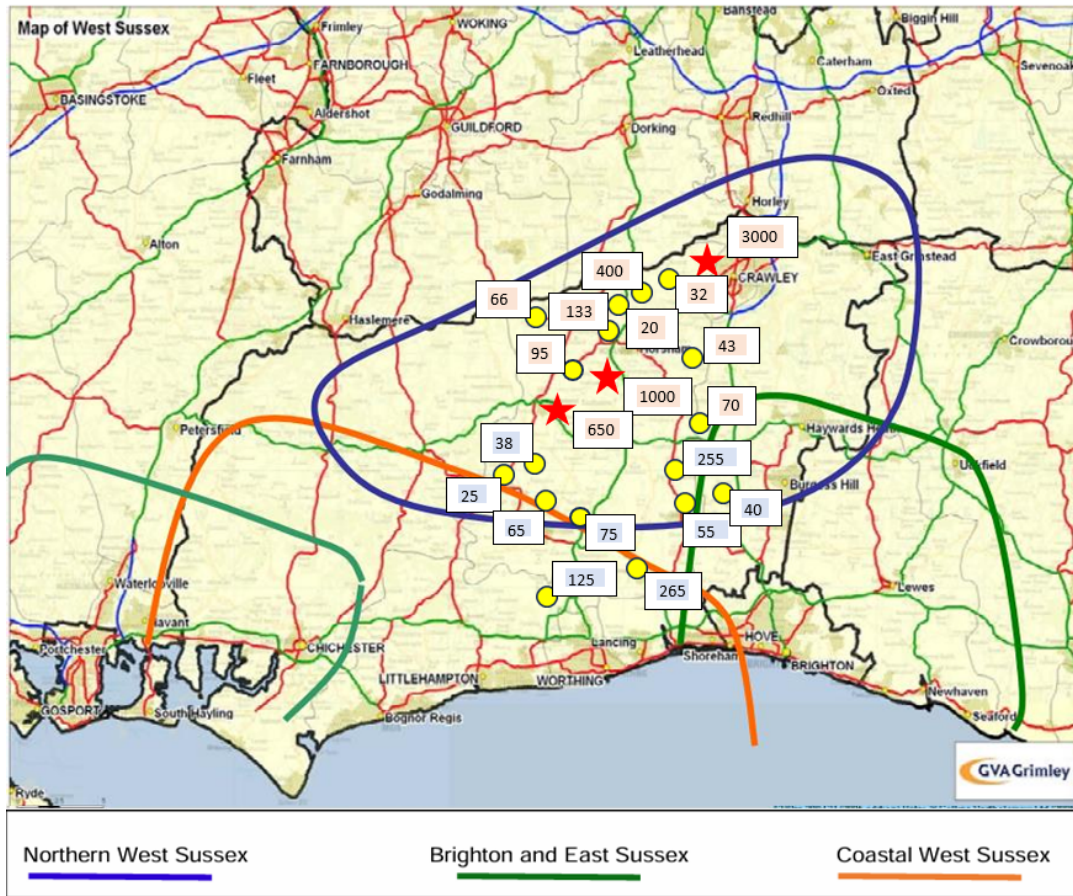 Map of West Sussex
Frimley
WOKING
Banstead
Biggin Hill
Leatherhead
Caterham
Sevenoak
Fleet
FARNBOROUGH
BASINGSTOKE
Aldershot
Oxted
Redhill
GUILDFORD
Dorking
Farnham
Godalming
Horley
3000
Alton
East Grinstead
400
CRAWLEY
32
66
133
Haslemere
20
43
Crowborou
95
1000
70
Petersfield
650
Haywards He
38
255
Uckfield
Burgess Hill
25
40
65
75
55
125
265
Waterlooville
Lewes
Havant
Portchester
CHICHESTER
Lancing
HOVE
Shoreham
BRIGHTON
LITTLEHAMPTON
WORTHING
GOSPORT
South Hayling
Bognor Regis
Newhaven
Seaford
GVA Grimley
Ryde
Northern West Sussex
Brighton and East Sussex
Coastal West Sussex